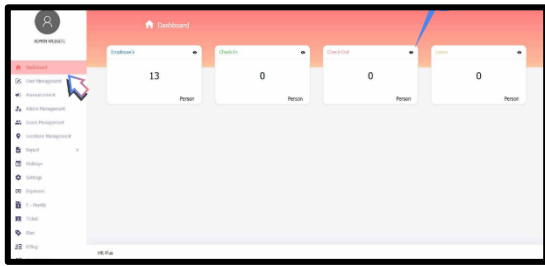 Dashboard
Employee's
Check In
Check Out
Leave
13
0
0
0
Person
Person
Person
Person
Dashboard
User Management
Announcement
Admin Management
Leave Management
Location Management
Report
Holidays
Settings
Expenses
Ticket
Plan
Billing